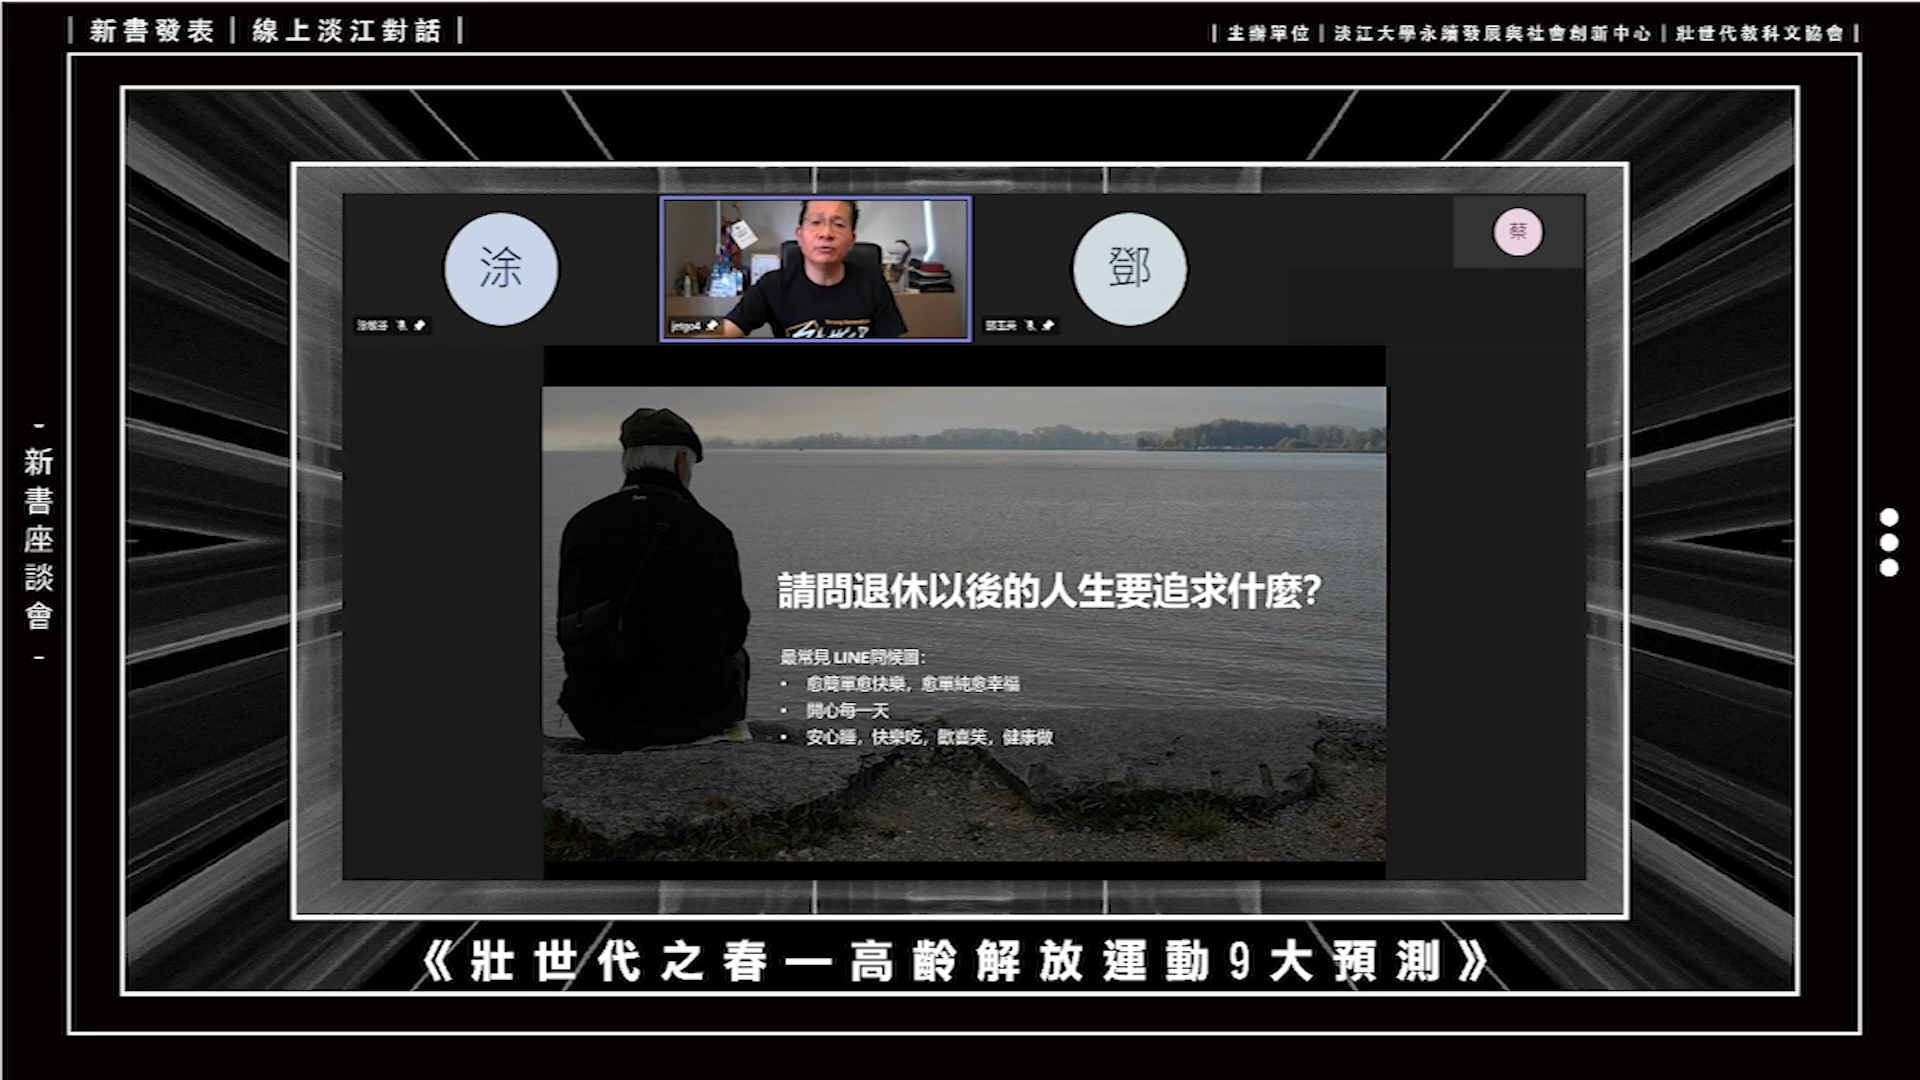 ｜新書發表｜線上淡江對話｜
｜主辦單位｜淡江大學永續發展與社會創新中心｜壯世代教科文協會｜
涂
鄧
蔡
jetgo4
請問退休以後的人生要追求什麼?
最常見 LINE問候圖:
• 愈簡單愈快樂，愈單純愈幸福
• 開心每一天
• 安心睡，快樂吃，歡喜笑，健康做
-新書座談會-
《壯世代之春—高齡解放運動9大預測》